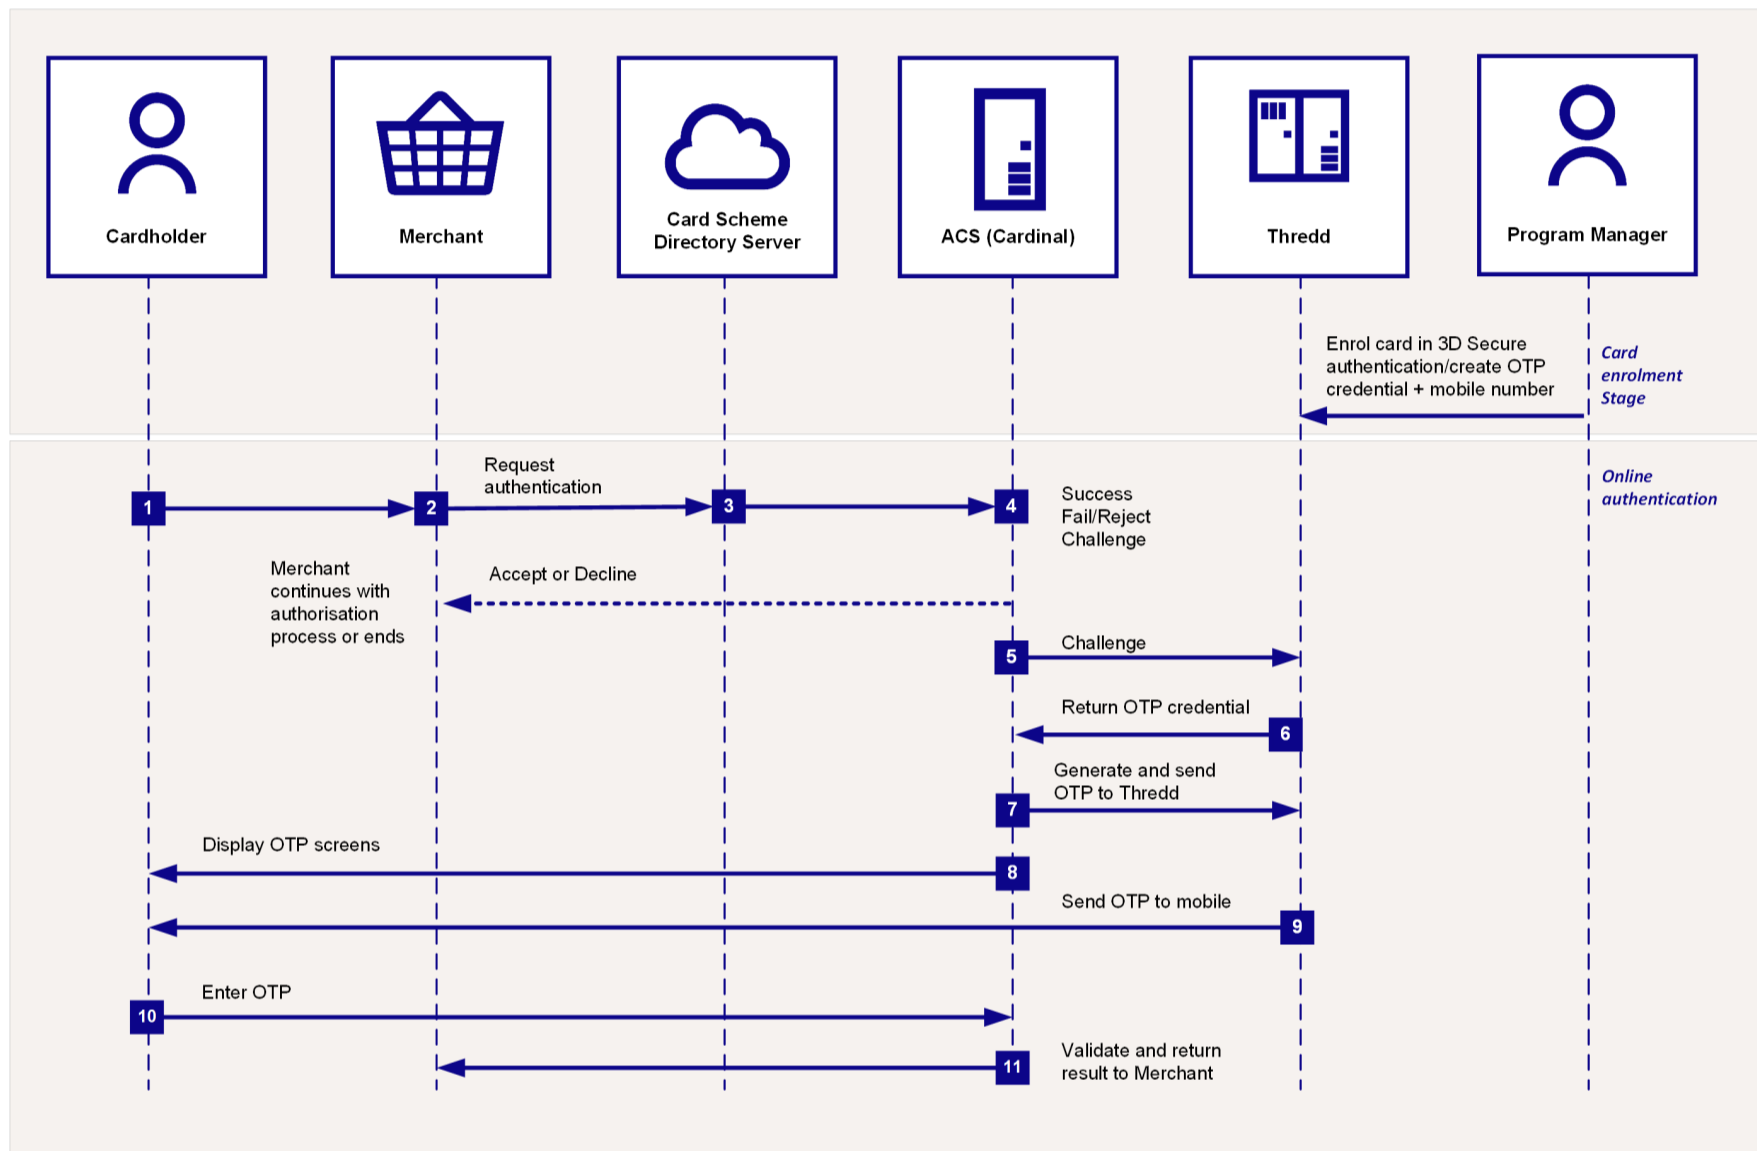 Cardholder
Merchant
Card Scheme
Directory Server
ACS (Cardinal)
Thredd
Program Manager
Enrol card in 3D Secure
authentication/create OTP
credential + mobile number
Card
enrolment
Stage
Online
authentication
1
2
Request
authentication
3
4
Success
Fail/Reject
Challenge
Merchant
continues with
authorisation
process or ends
Accept or Decline
5
Challenge
Return OTP credential
6
Generate and send
OTP to Thredd
7
Display OTP screens
8
Send OTP to mobile
9
Enter OTP
10
11
Validate and return
result to Merchant